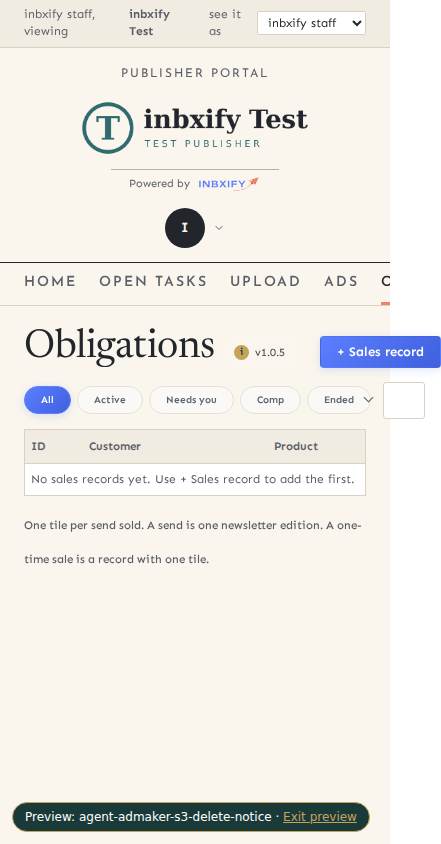 inbxify staff, viewing
inbxify Test
see it as
inbxify staff
PUBLISHER PORTAL
T
inbxify Test
TEST PUBLISHER
Powered by INBXIFY
I
HOME OPEN TASKS UPLOAD ADS
Obligations i v1.0.5
+ Sales record
All Active Needs you Comp Ended
ID Customer Product
No sales records yet. Use + Sales record to add the first.
One tile per send sold. A send is one newsletter edition. A one-
time sale is a record with one tile.
Preview: agent-admaker-s3-delete-notice · Exit preview